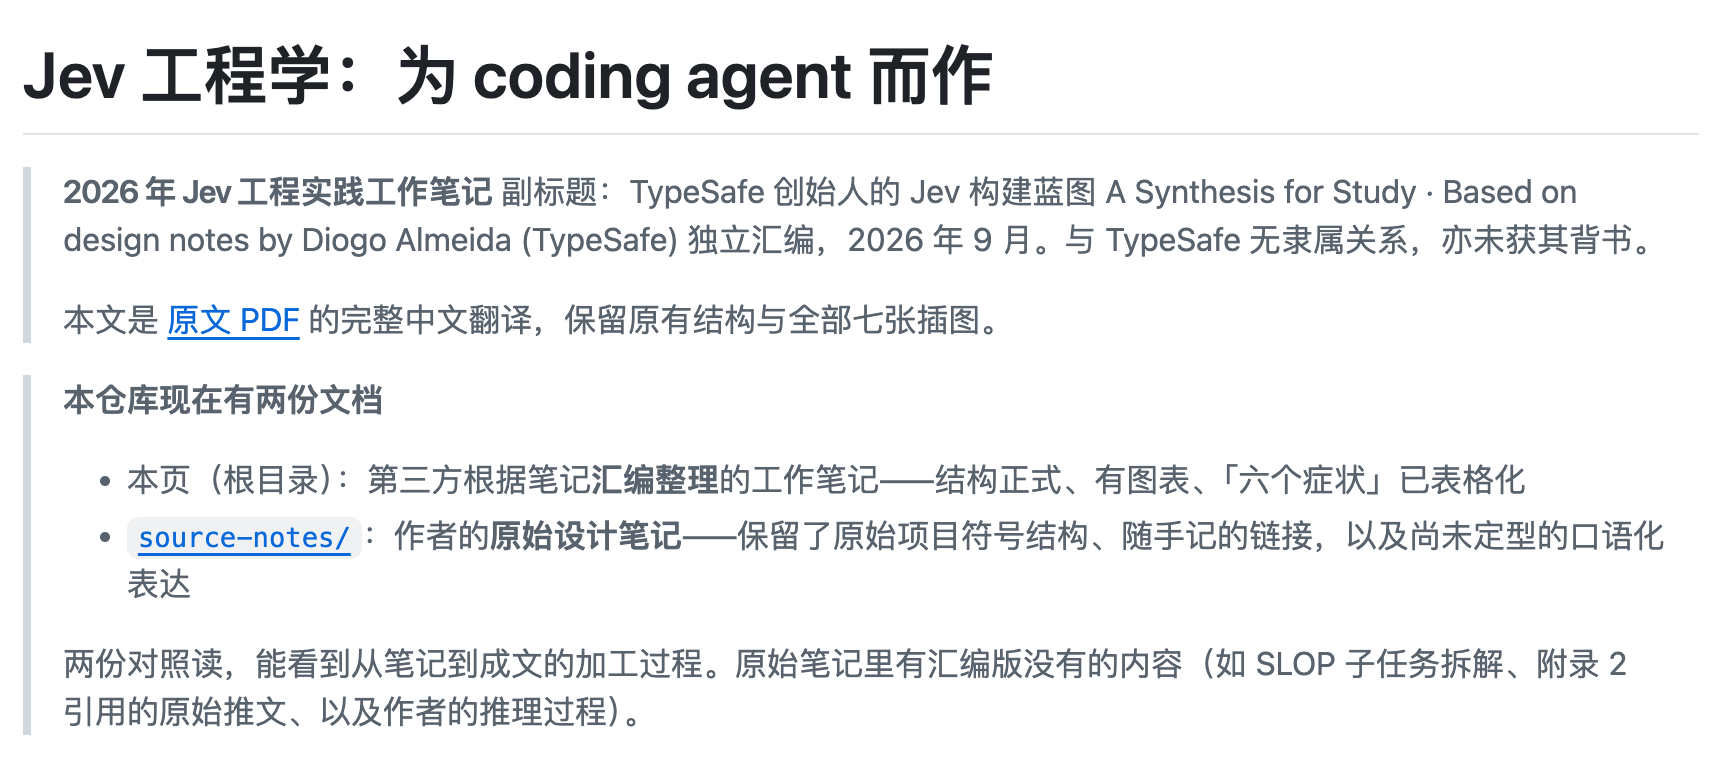 Jev 工程学：为 coding agent 而作
2026 年 Jev 工程实践工作笔记 副标题：TypeSafe 创始人的 Jev 构建蓝图 A Synthesis for Study · Based on
design notes by Diogo Almeida (TypeSafe) 独立汇编，2026 年 9 月。与 TypeSafe 无隶属关系，亦未获其背书。
本文是 原文 PDF 的完整中文翻译，保留原有结构与全部七张插图。
本仓库现在有两份文档
• 本页（根目录）：第三方根据笔记汇编整理的工作笔记——结构正式、有图表、「六个症状」已表格化
• source-notes/：作者的原始设计笔记——保留了原始项目符号结构、随手记的链接，以及尚未定型的口语化
表达
两份对照读，能看到从笔记到成文的加工过程。原始笔记里有汇编版没有的内容（如 SLOP 子任务拆解、附录 2
引用的原始推文、以及作者的推理过程）。